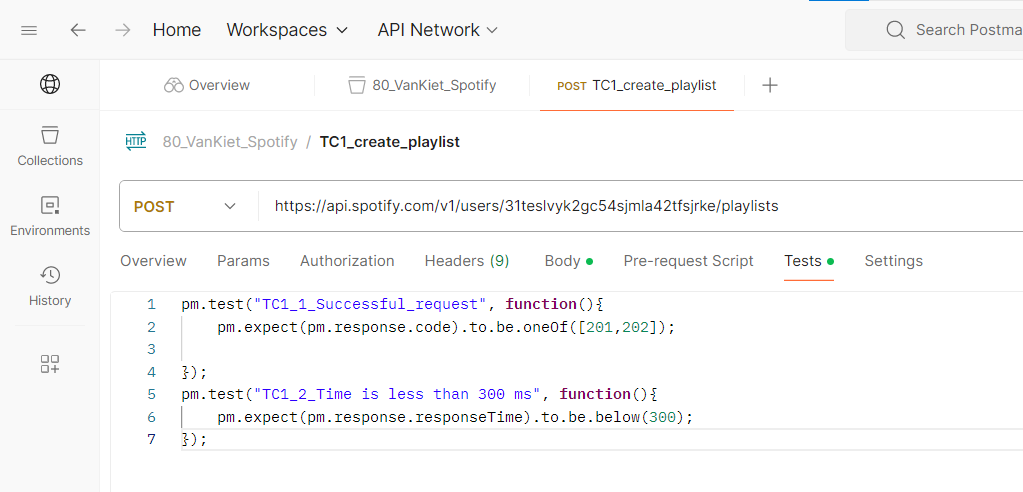 Home Workspaces API Network Search Postma
Overview 80_VanKiet_Spotify POST TC1_create_playlist
HTTP 80_VanKiet_Spotify / TC1_create_playlist
Collections
POST https://api.spotify.com/v1/users/31teslvyk2gc54sjmla42tfsjrke/playlists
Environments
Overview Params Authorization Headers (9) Body Pre-request Script Tests Settings
History
1 pm.test("TC1_1_Successful_request", function(){
2 pm.expect(pm.response.code).to.be.oneOf([201,202]);
3
4 });
5 pm.test("TC1_2_Time is less than 300 ms", function(){
6 pm.expect(pm.response.responseTime).to.be.below(300);
7 });